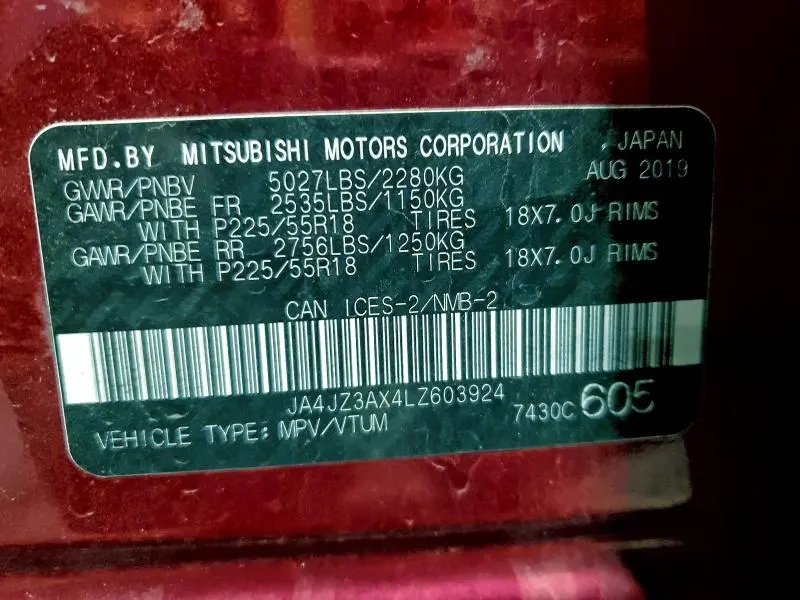 MFD.BY MITSUBISHI MOTORS CORPORATION, JAPAN
GVWR/PNBV 5027LBS/2280KG AUG 2019
GAWR/PNBE FR 2535LBS/1150KG
WITH P225/55R18 TIRES 18X7.0J RIMS
GAWR/PNBE RR 2756LBS/1250KG
WITH P225/55R18 TIRES 18X7.0J RIMS
CAN ICES-2/NMB-2
JA4JZ3AX4LZ603924
VEHICLE TYPE: MPV/VTUM 7430C 605